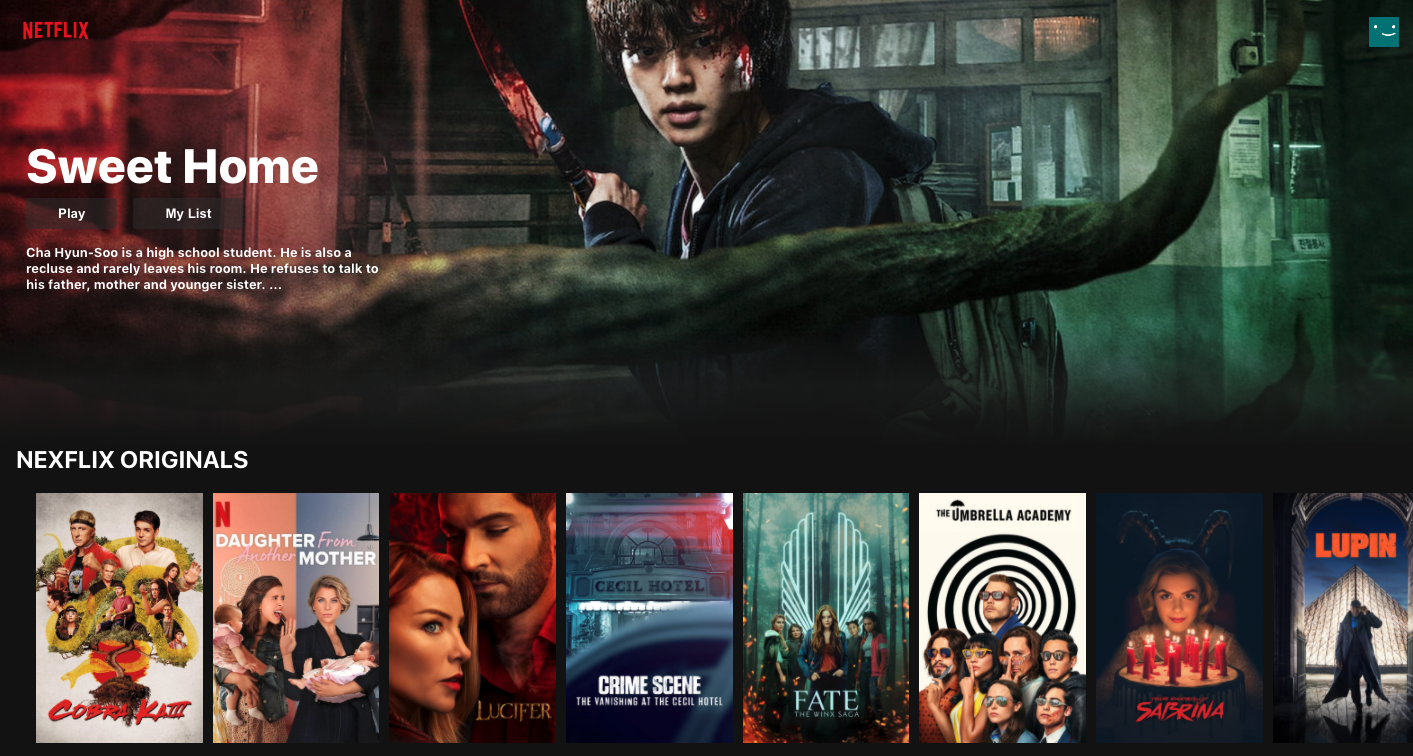 NETFLIX
Sweet Home
Play
My List
Cha Hyun-Soo is a high school student. He is also a
recluse and rarely leaves his room. He refuses to talk to
his father, mother and younger sister. ...
NEXFLIX ORIGINALS
COBRA KAI
N
DAUGHTER From
Another MOTHER
LUCIFER
CECIL HOTEL
CRIME SCENE
THE VANISHING AT THE CECIL HOTEL
FATE
THE WINX SAGA
THE UMBRELLA ACADEMY
SABRINA
LUPIN